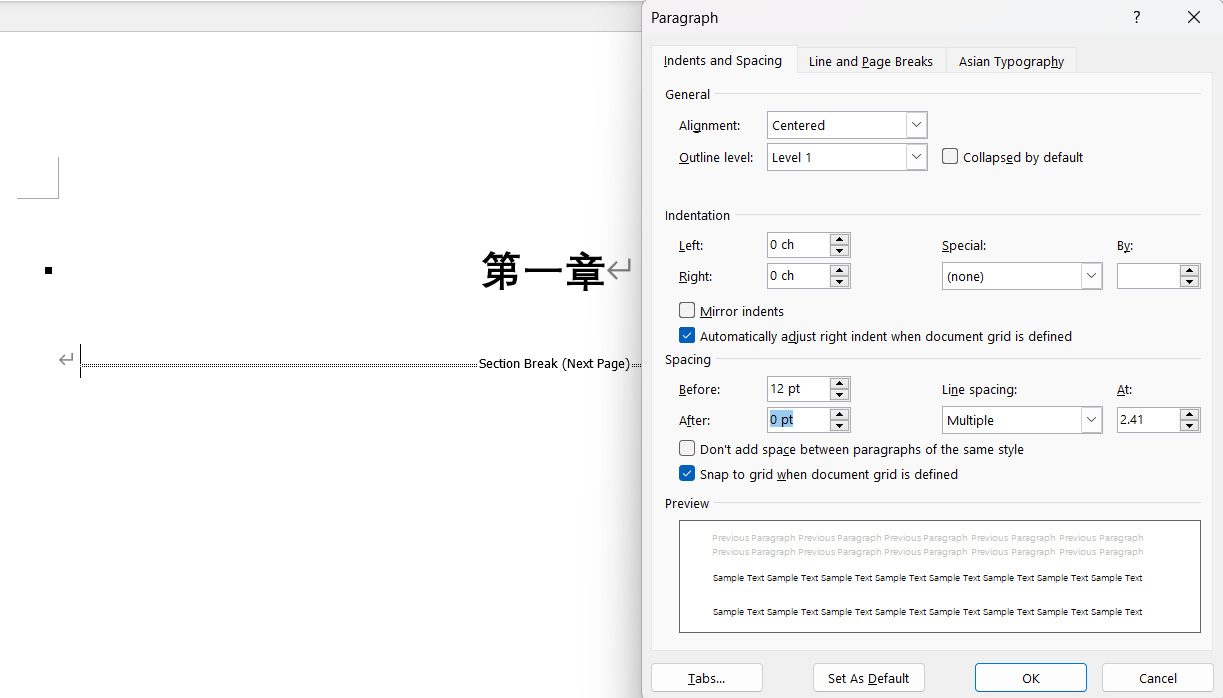 Paragraph ? ×
Indents and Spacing Line and Page Breaks Asian Typography
General
Alignment: Centered
Outline level: Level 1 Collapsed by default
Indentation
Left: 0 ch Special: By:
Right: 0 ch (none)
Mirror indents
Automatically adjust right indent when document grid is defined
Spacing
Before: 12 pt Line spacing: At:
After: 0 pt Multiple 2.41
Don't add space between paragraphs of the same style
Snap to grid when document grid is defined
Preview
Previous Paragraph Previous Paragraph Previous Paragraph Previous Paragraph Previous Paragraph
Previous Paragraph Previous Paragraph Previous Paragraph Previous Paragraph Previous Paragraph
Sample Text Sample Text Sample Text Sample Text Sample Text Sample Text Sample Text Sample Text
Sample Text Sample Text Sample Text Sample Text Sample Text Sample Text Sample Text Sample Text
Tabs... Set As Default OK Cancel
第一章
Section Break (Next Page)